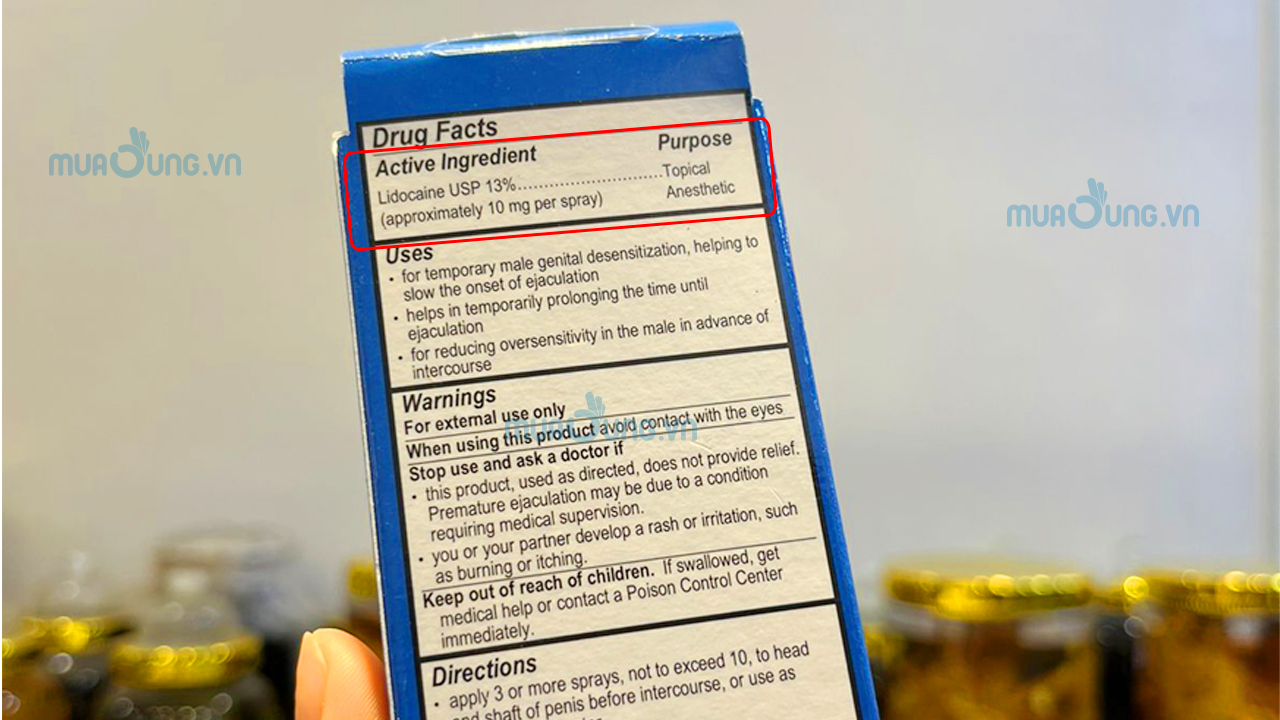 Drug Facts
Active Ingredient Purpose
Lidocaine USP 13%..............................Topical
(approximately 10 mg per spray) Anesthetic
Uses
• for temporary male genital desensitization, helping to
slow the onset of ejaculation
• helps in temporarily prolonging the time until
ejaculation
• for reducing oversensitivity in the male in advance of
intercourse
Warnings
For external use only
When using this product avoid contact with the eyes
Stop use and ask a doctor if
• this product, used as directed, does not provide relief.
Premature ejaculation may be due to a condition
requiring medical supervision.
• you or your partner develop a rash or irritation, such
as burning or itching.
Keep out of reach of children. If swallowed, get
medical help or contact a Poison Control Center
immediately.
Directions
• apply 3 or more sprays, not to exceed 10, to head
and shaft of penis before intercourse, or use as
muadung.vn
muadung.vn
muadung.vn